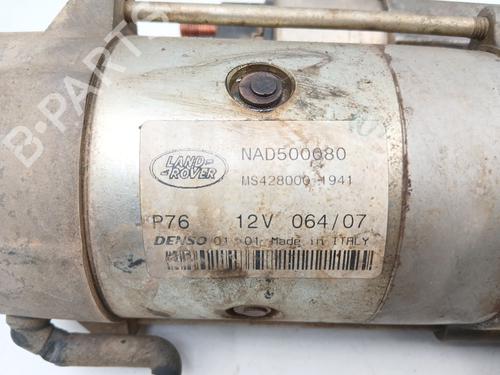 B-PARTS
LAND-
-ROVER
NAD500080
MS428000-1941
P76 12V 064/07
DENSO 01 01 Made in ITALY